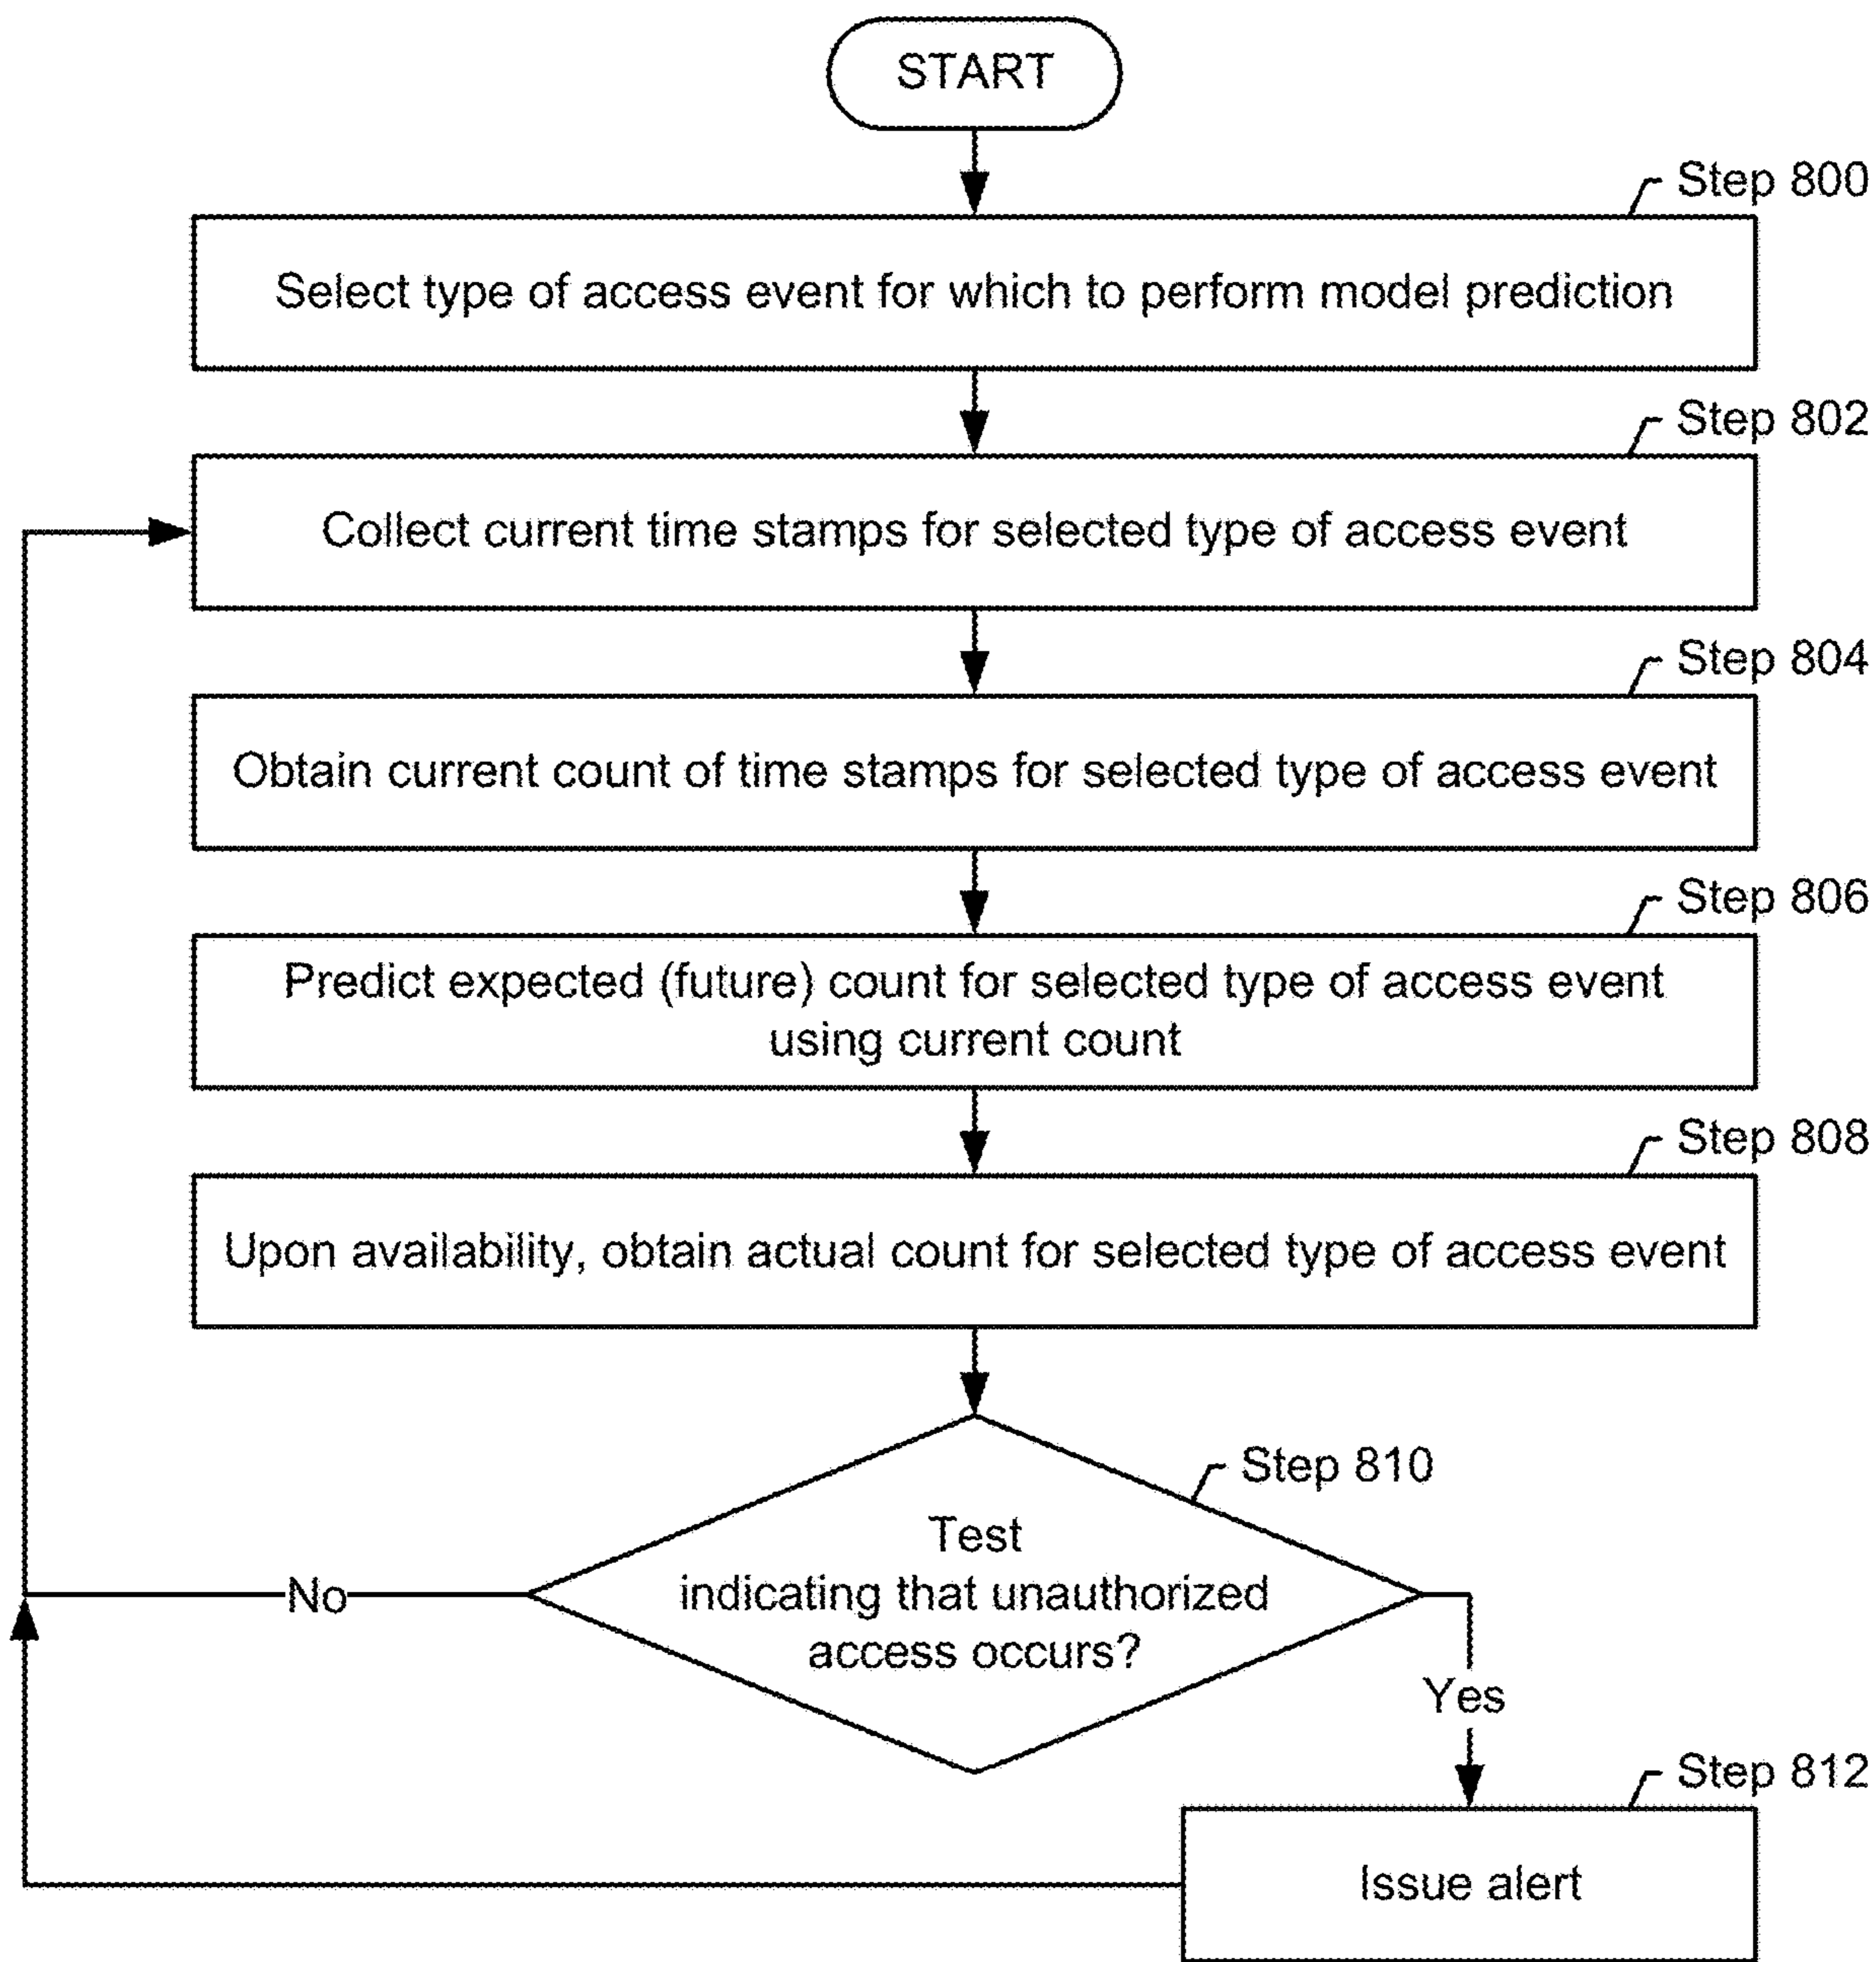 START
Step 800
Select type of access event for which to perform model prediction
Step 802
Collect current time stamps for selected type of access event
Step 804
Obtain current count of time stamps for selected type of access event
Step 806
Predict expected (future) count for selected type of access event
using current count
Step 808
Upon availability, obtain actual count for selected type of access event
Step 810
Test
indicating that unauthorized
access occurs?
No
Yes
Step 812
Issue alert